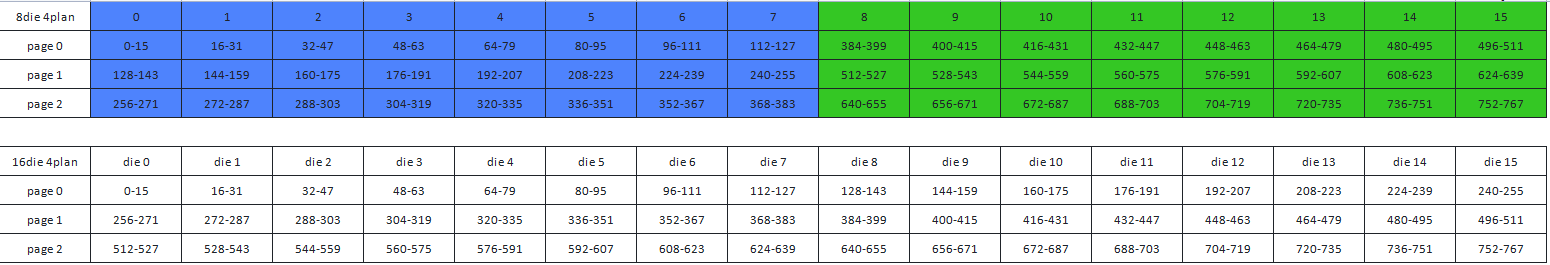 8die 4plan 0 1 2 3 4 5 6 7 8 9 10 11 12 13 14 15
page 0 0-15 16-31 32-47 48-63 64-79 80-95 96-111 112-127 384-399 400-415 416-431 432-447 448-463 464-479 480-495 496-511
page 1 128-143 144-159 160-175 176-191 192-207 208-223 224-239 240-255 512-527 528-543 544-559 560-575 576-591 592-607 608-623 624-639
page 2 256-271 272-287 288-303 304-319 320-335 336-351 352-367 368-383 640-655 656-671 672-687 688-703 704-719 720-735 736-751 752-767
16die 4plan die 0 die 1 die 2 die 3 die 4 die 5 die 6 die 7 die 8 die 9 die 10 die 11 die 12 die 13 die 14 die 15
page 0 0-15 16-31 32-47 48-63 64-79 80-95 96-111 112-127 128-143 144-159 160-175 176-191 192-207 208-223 224-239 240-255
page 1 256-271 272-287 288-303 304-319 320-335 336-351 352-367 368-383 384-399 400-415 416-431 432-447 448-463 464-479 480-495 496-511
page 2 512-527 528-543 544-559 560-575 576-591 592-607 608-623 624-639 640-655 656-671 672-687 688-703 704-719 720-735 736-751 752-767